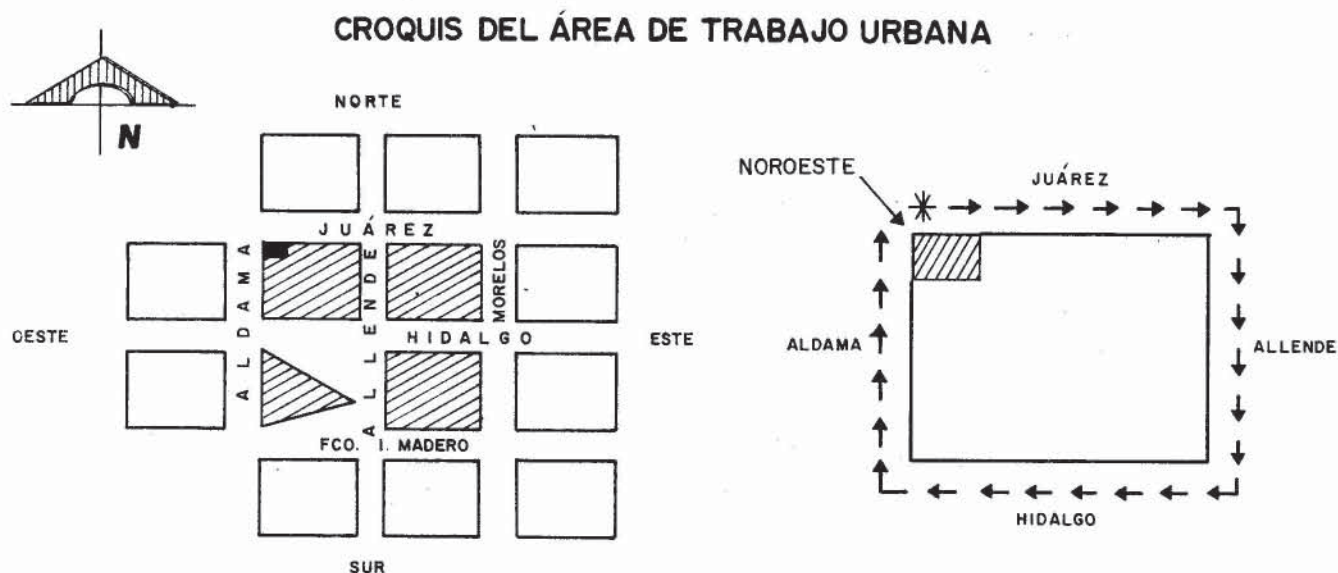 CROQUIS DEL ÁREA DE TRABAJO URBANA
N
NORTE
JUÁREZ
ALDAMA
ALLENDE
MORELOS
HIDALGO
OESTE
ESTE
FCO. I. MADERO
SUR
NOROESTE
JUÁREZ
ALDAMA
ALLENDE
HIDALGO